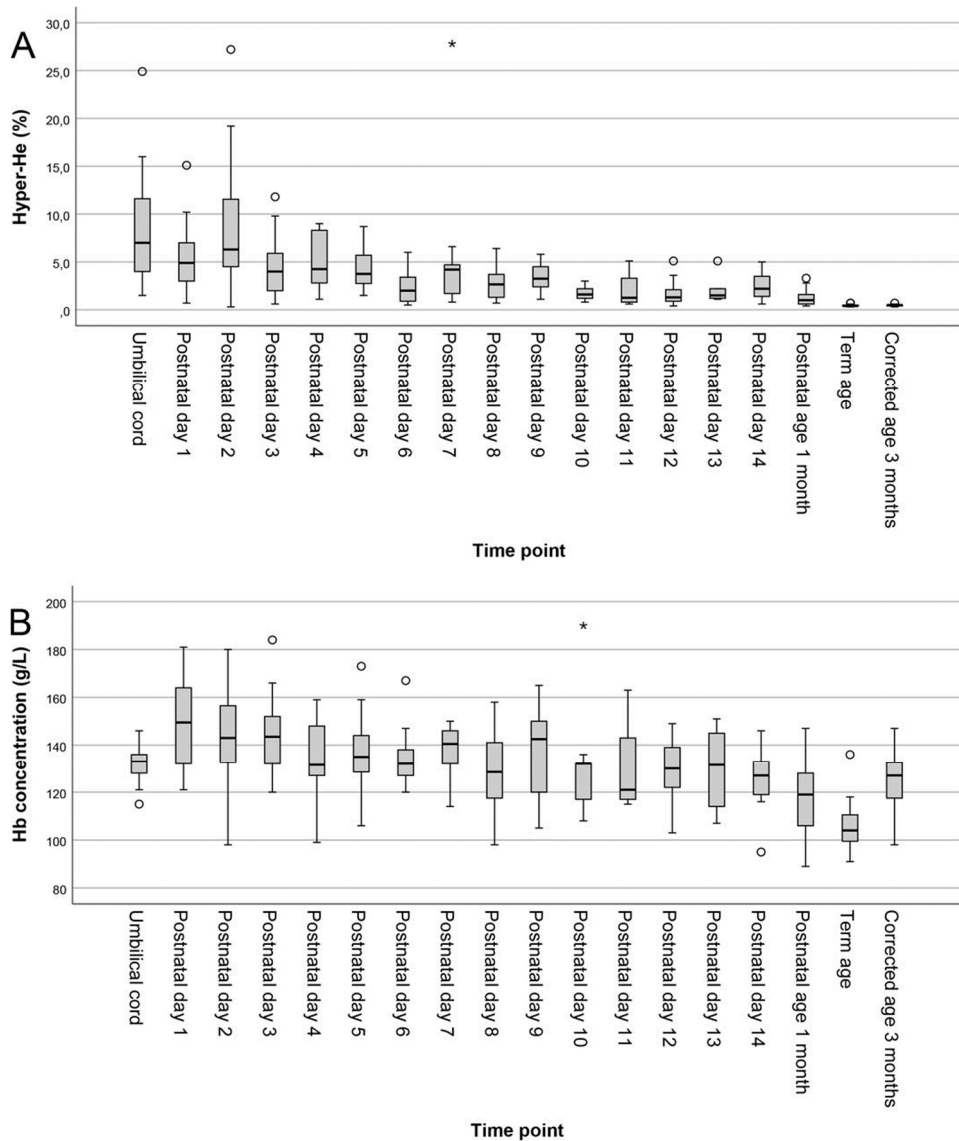 A
Hyper-He (%)
30,0
25,0
20,0
15,0
10,0
5,0
,0
Umbilical cord
Postnatal day 1
Postnatal day 2
Postnatal day 3
Postnatal day 4
Postnatal day 5
Postnatal day 6
Postnatal day 7
Postnatal day 8
Postnatal day 9
Postnatal day 10
Postnatal day 11
Postnatal day 12
Postnatal day 13
Postnatal day 14
Postnatal age 1 month
Term age
Corrected age 3 months
Time point
B
Hb concentration (g/L)
200
180
160
140
120
100
80
Umbilical cord
Postnatal day 1
Postnatal day 2
Postnatal day 3
Postnatal day 4
Postnatal day 5
Postnatal day 6
Postnatal day 7
Postnatal day 8
Postnatal day 9
Postnatal day 10
Postnatal day 11
Postnatal day 12
Postnatal day 13
Postnatal day 14
Postnatal age 1 month
Term age
Corrected age 3 months
Time point